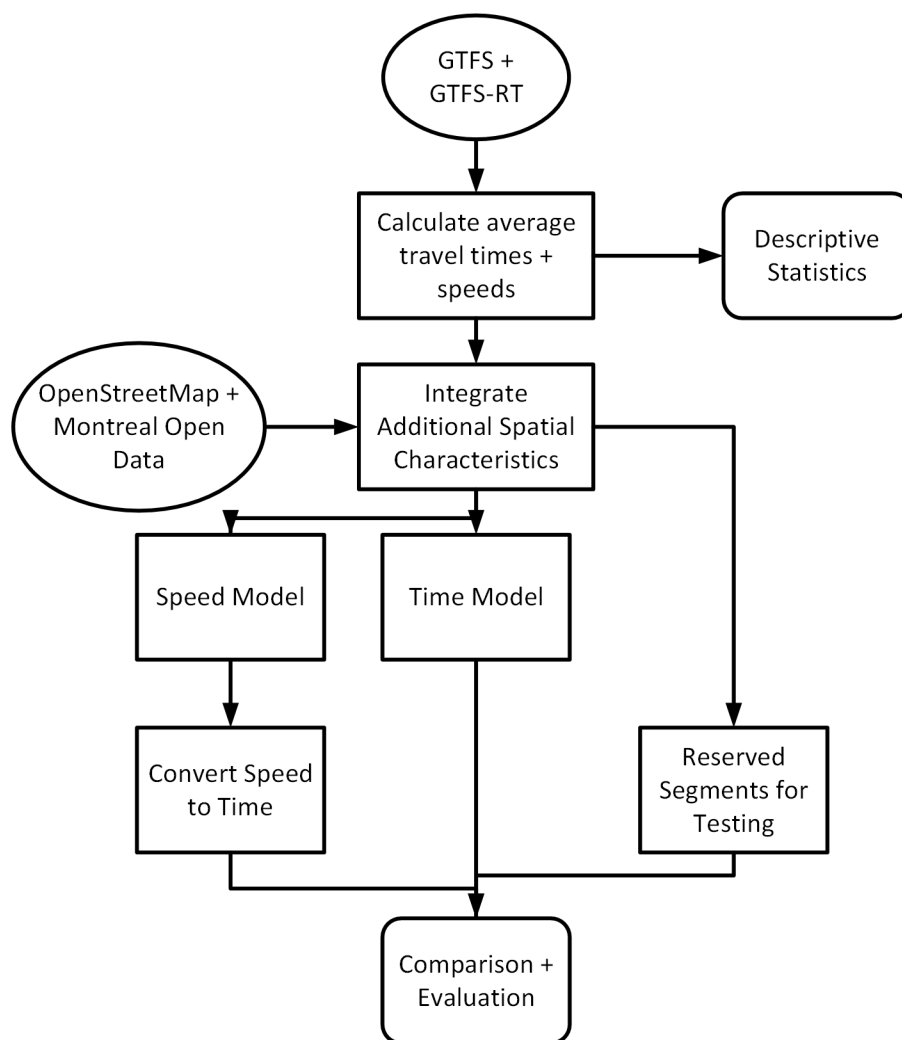 GTFS +
GTFS-RT
Calculate average
travel times +
speeds
Descriptive
Statistics
OpenStreetMap +
Montreal Open
Data
Integrate
Additional Spatial
Characteristics
Speed Model
Time Model
Convert Speed
to Time
Reserved
Segments for
Testing
Comparison +
Evaluation